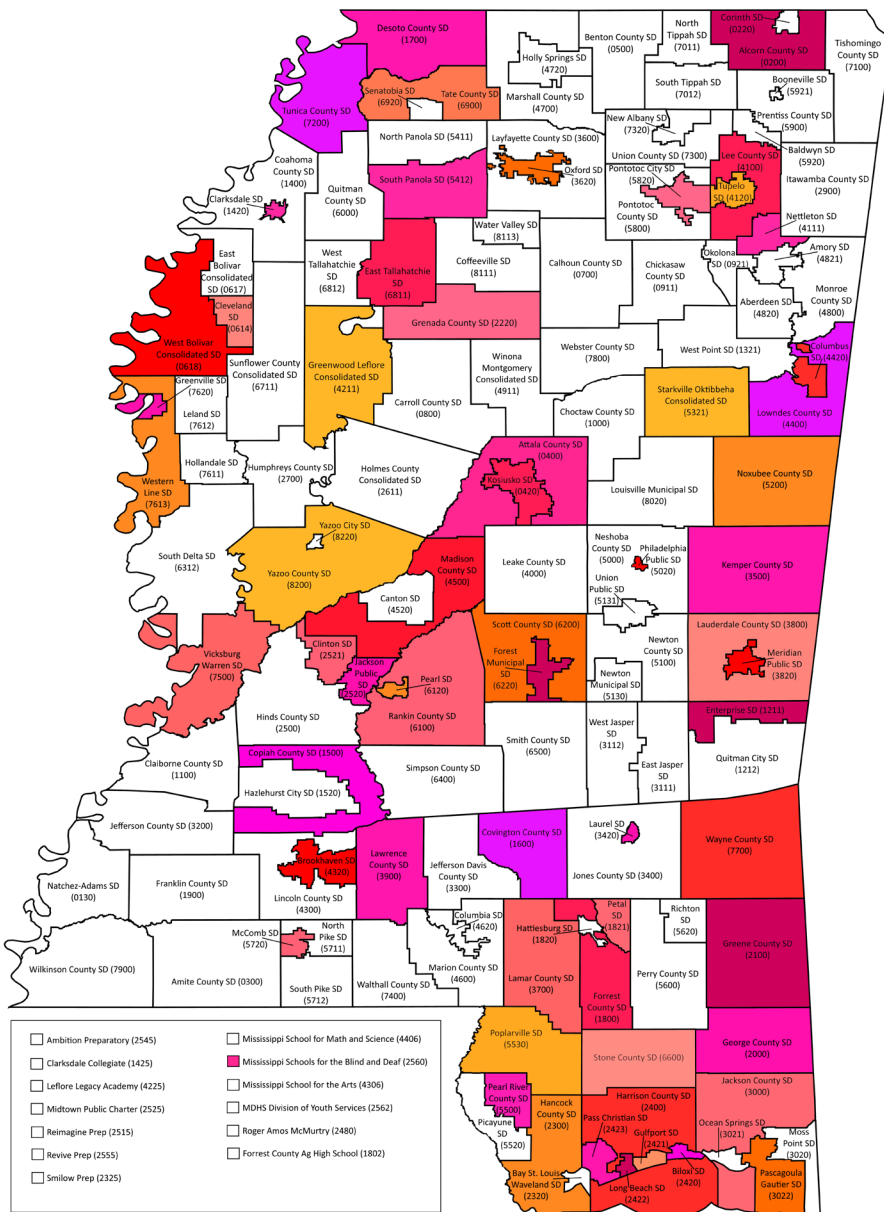 Desoto County SD
(1700)
Tunica County SD
(7200)
Senatobia SD
(6920)
Tate County SD
(6900)
Holly Springs SD
(4720)
Marshall County SD
(4700)
Benton County SD
(0500)
North
Tippah SD
(7011)
Corinth SD
(0220)
Alcorn County SD
(0200)
Tishomingo
County SD
(7100)
South Tippah SD
(7012)
Bogneville SD
(5921)
Prentiss County SD
(5900)
New Albany SD
(7320)
Baldwyn SD
(5920)
Union County SD (7300)
North Panola SD (5411)
Layfayette County SD (3600)
Oxford SD
(3620)
Coahoma
County SD
(1400)
Clarksdale SD
(1420)
Quitman
County SD
(6000)
South Panola SD (5412)
Pontotoc City SD
(5820)
Pontotoc
County SD
(5800)
Lee County SD
(4100)
Tupelo
SD (4120)
Itawamba County SD
(2900)
Nettleton SD
(4111)
East
Bolivar
Consolidated
SD (0617)
West
Tallahatchie
SD
(6812)
East Tallahatchie
SD
(6811)
Water Valley SD
(8113)
Coffeeville SD
(8111)
Calhoun County SD
(0700)
Chickasaw
County SD
(0911)
Okolona
SD (0921)
Amory SD
(4821)
Aberdeen SD
(4820)
Monroe
County SD
(4800)
Cleveland
SD
(0614)
West Bolivar Consolidated SD
(0618)
Sunflower County
Consolidated SD
(6711)
Greenwood Leflore
Consolidated SD
(4211)
Grenada County SD (2220)
Carroll County SD
(0800)
Winona
Montgomery
Consolidated SD
(4911)
Webster County SD
(7800)
West Point SD (1321)
Columbus
SD (4420)
Lowndes County SD
(4400)
Starkville Oktibbeha
Consolidated SD
(5321)
Choctaw County SD
(1000)
Greenville SD
(7620)
Leland SD
(7612)
Hollandale SD
(7611)
Western
Line SD
(7613)
Humphreys County SD
(2700)
Holmes County
Consolidated SD
(2611)
Attala County SD
(0400)
Kosiusko SD
(0420)
Louisville Municipal SD
(8020)
Noxubee County SD
(5200)
South Delta SD
(6312)
Yazoo City SD
(8220)
Yazoo County SD
(8200)
Madison
County SD
(4500)
Canton SD
(4520)
Leake County SD
(4000)
Neshoba
County SD
(5000)
Philadelphia
Public SD
(5020)
Union
Public SD
(5131)
Kemper County SD
(3500)
Vicksburg
Warren SD
(7500)
Clinton SD
(2521)
Jackson
Public
SD
(2520)
Pearl SD
(6120)
Rankin County SD
(6100)
Scott County SD (6200)
Forest
Municipal
SD
(6220)
Newton
County SD
(5100)
Newton
Municipal SD
(5130)
Lauderdale County SD (3800)
Meridian
Public SD
(3820)
Hinds County SD
(2500)
Claiborne County SD
(1100)
Copiah County SD (1500)
Hazlehurst City SD (1520)
Simpson County SD
(6400)
Smith County SD
(6500)
West Jasper
SD
(3112)
East Jasper
SD
(3111)
Enterprise SD (1211)
Quitman City SD
(1212)
Jefferson County SD (3200)
Natchez-Adams SD
(0130)
Franklin County SD
(1900)
Brookhaven SD
(4320)
Lincoln County SD
(4300)
Lawrence
County SD
(3900)
Jefferson Davis
County SD
(3300)
Covington County SD
(1600)
Laurel SD
(3420)
Jones County SD (3400)
Wayne County SD
(7700)
Wilkinson County SD (7900)
Amite County SD (0300)
McComb SD
(5720)
North
Pike SD
(5711)
South Pike SD
(5712)
Walthall County SD
(7400)
Columbia SD
(4620)
Marion County SD
(4600)
Hattiesburg SD
(1820)
Petal
SD
(1821)
Lamar County SD
(3700)
Forrest
County SD
(1800)
Richton SD
(5620)
Perry County SD
(5600)
Greene County SD
(2100)
Poplarville SD
(5530)
Stone County SD (6600)
George County SD
(2000)
Pearl River
County SD
(5500)
Picayune
SD
(5520)
Hancock
County SD
(2300)
Harrison County SD
(2400)
Pass Christian SD
(2423)
Gulfport SD
(2421)
Jackson County SD
(3000)
Ocean Springs SD
(3021)
Moss
Point SD
(3020)
Bay St. Louis
Waveland SD
(2320)
Long Beach SD
(2422)
Biloxi SD
(2420)
Pascagoula
Gautier SD
(3022)
Ambition Preparatory (2545)
Clarksdale Collegiate (1425)
Leflore Legacy Academy (4225)
Midtown Public Charter (2525)
Reimagine Prep (2515)
Revive Prep (2555)
Smilow Prep (2325)
Mississippi School for Math and Science (4406)
Mississippi Schools for the Blind and Deaf (2560)
Mississippi School for the Arts (4306)
MDHS Division of Youth Services (2562)
Roger Amos McMurtry (2480)
Forrest County Ag High School (1802)